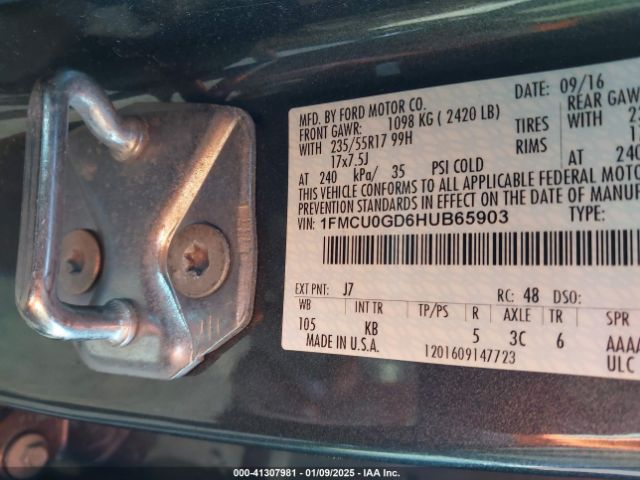 DATE: 09/16
MFD. BY FORD MOTOR CO.
FRONT GAWR: 1098 KG ( 2420 LB) REAR GAW
WITH 235/55R17 99H TIRES
17x7.5J RIMS
AT 240 kPa/ 35 PSI COLD AT 240
THIS VEHICLE CONFORMS TO ALL APPLICABLE FEDERAL MOTO
PREVENTION STANDARDS IN EFFECT ON THE DATE OF MANU
VIN: 1FMCU0GD6HUB65903 TYPE:
EXT PNT: J7 RC: 48 DSO:
WB INT TR TP/PS R AXLE TR SPR
105 KB 5 3C 6 AAAA
MADE IN U.S.A. 1201609147723 ULC
000-41307981 - 01/09/2025 - IAA Inc.